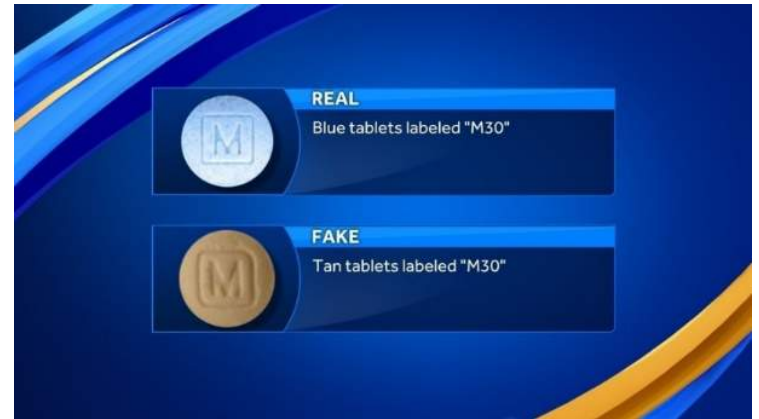 REAL
M
Blue tablets labeled "M30"
FAKE
M
Tan tablets labeled "M30"